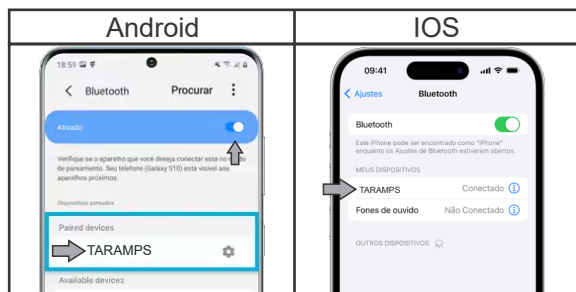 Android
IOS
18:59
Bluetooth
Procurar
Ativado
Verifique se o aparelho que você deseja conectar esta no modo
de pareamento. Seu telefone (Galaxy S10) está visível aos
aparelhos próximos.
Dispositivos pareados
Paired devices
TARAMPS
Available devices
09:41
Ajustes
Bluetooth
Bluetooth
Este iPhone pode ser encontrado como "iPhone"
enquanto os Ajustes de Bluetooth estiverem abertos.
MEUS DISPOSITIVOS
TARAMPS Conectado
Fones de ouvido Não Conectado
OUTROS DISPOSITIVOS